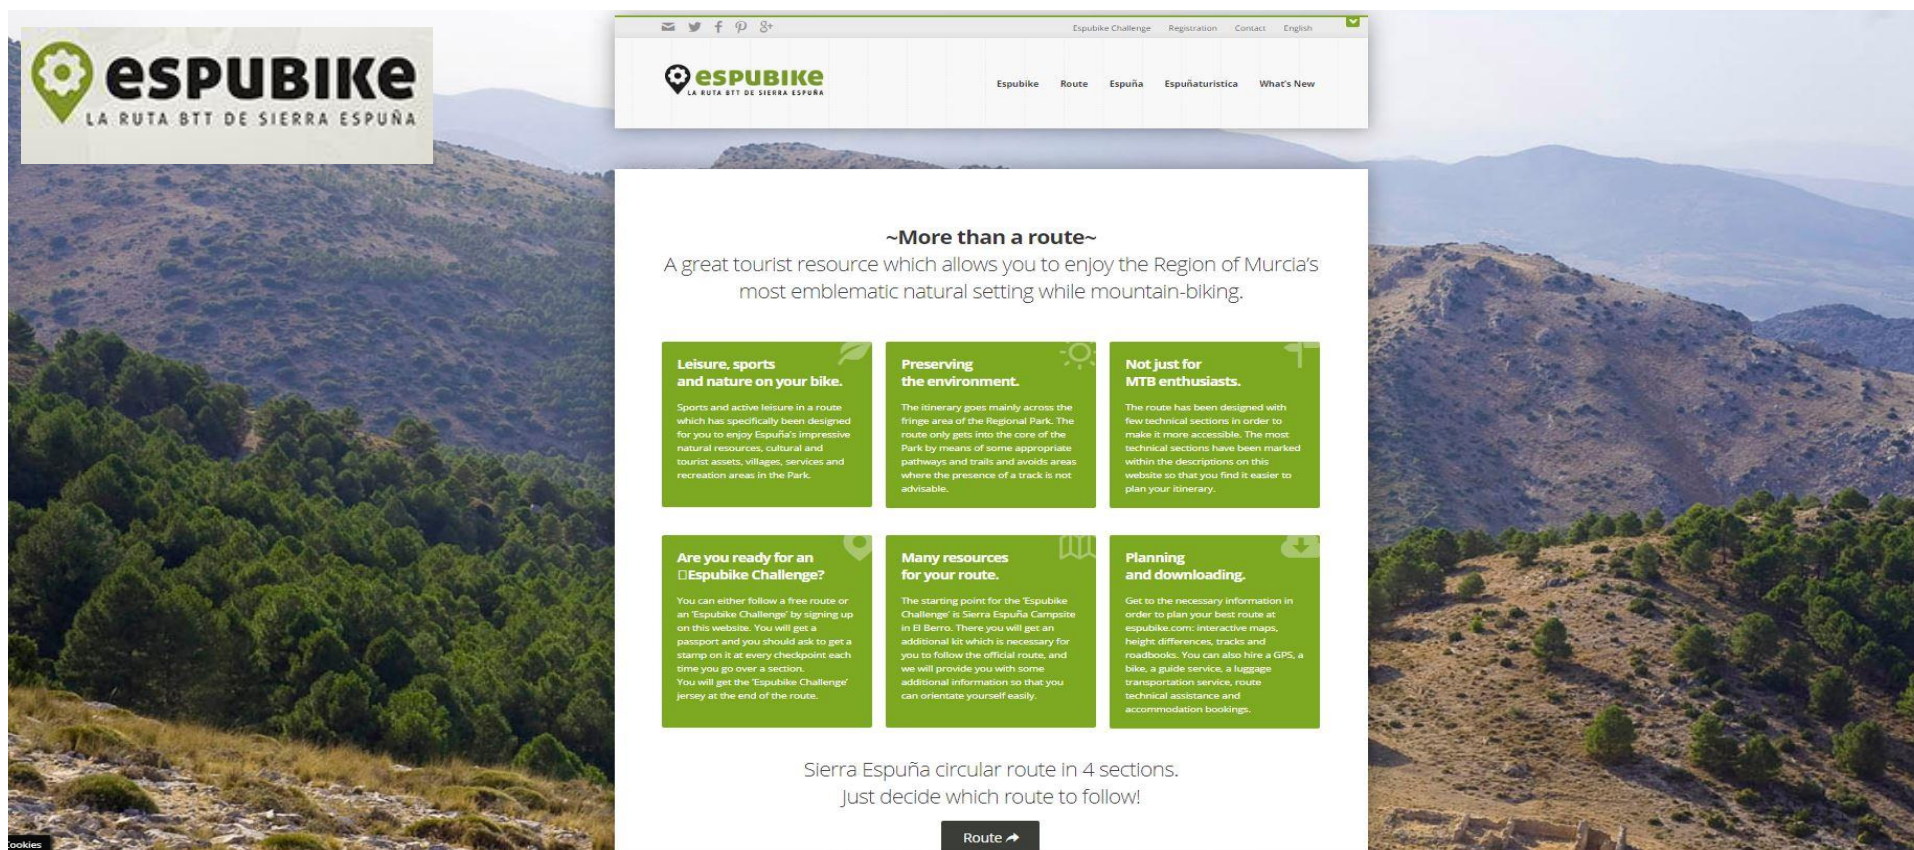 eSPUBIKe
LA RUTA BTT DE SIERRA ESPUÑA
Espubike Challenge Registration Contact English
eSPUBIKe
LA RUTA BTT DE SIERRA ESPUÑA
Espubike Route Espuña Espuñaturistica What's New
~More than a route~
A great tourist resource which allows you to enjoy the Region of Murcia's
most emblematic natural setting while mountain-biking.
Leisure, sports
and nature on your bike.
Sports and active leisure in a route
which has specifically been designed
for you to enjoy Espuña's impressive
natural resources, cultural and
tourist assets, villages, services and
recreation areas in the Park.
Preserving
the environment.
The itinerary goes mainly across the
fringe area of the Regional Park. The
route only gets into the core of the
Park by means of some appropriate
pathways and trails and avoids areas
where the presence of a track is not
advisable.
Not just for
MTB enthusiasts.
The route has been designed with
few technical sections in order to
make it more accessible. The most
technical sections have been marked
within the descriptions on this
website so that you find it easier to
plan your itinerary.
Are you ready for an
□Espubike Challenge?
You can either follow a free route or
an 'Espubike Challenge' by signing up
on this website. You will get a
passport and you should ask to get a
stamp on it at every checkpoint each
time you go over a section.
You will get the 'Espubike Challenge'
jersey at the end of the route.
Many resources
for your route.
The starting point for the 'Espubike
Challenge' is Sierra Espuña Campsite
in El Berro. There you will get an
additional kit which is necessary for
you to follow the official route, and
we will provide you with some
additional information so that you
can orientate yourself easily.
Planning
and downloading.
Get to the necessary information in
order to plan your best route at
espubike.com: interactive maps,
height differences, tracks and
roadbooks. You can also hire a GPS, a
bike, a guide service, a luggage
transportation service, route
technical assistance and
accommodation bookings.
Sierra Espuña circular route in 4 sections.
Just decide which route to follow!
Route
Cookies